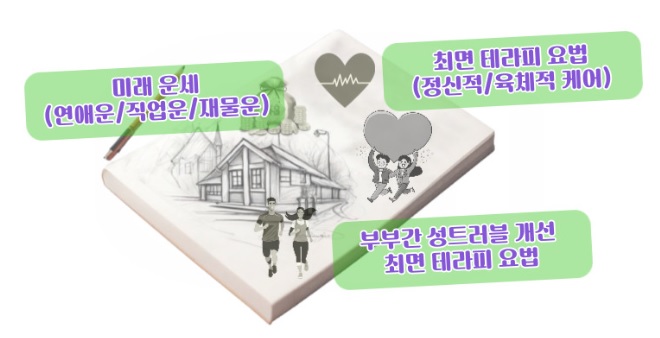 미래 운세
(연애운/직업운/재물운)
최면 테라피 요법
(정신적/육체적 케어)
부부간 성트러블 개선
최면 테라피 요법